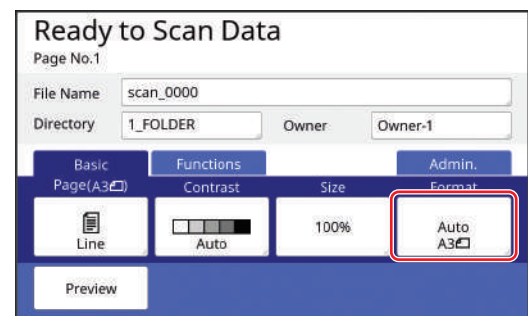 Ready to Scan Data
Page No.1
File Name scan_0000
Directory 1_FOLDER Owner Owner-1
Basic Functions Admin.
Page(A3) Contrast Size Format
Line Auto 100% Auto
A3
Preview